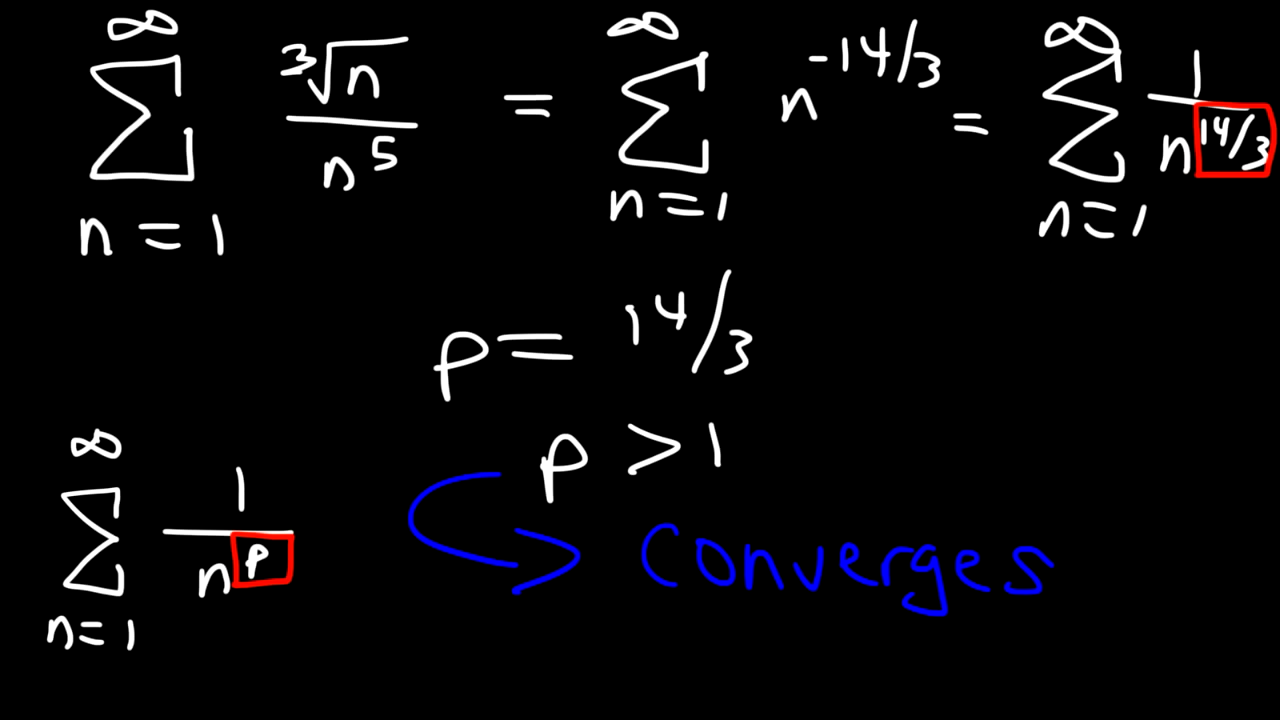 ∞ ∑ n=1 ∛n / n^5 = ∞ ∑ n=1 n^-14/3 = ∞ ∑ n=1 1 / n^14/3
p = 14/3
p > 1
∞ ∑ n=1 1 / n^p
converges